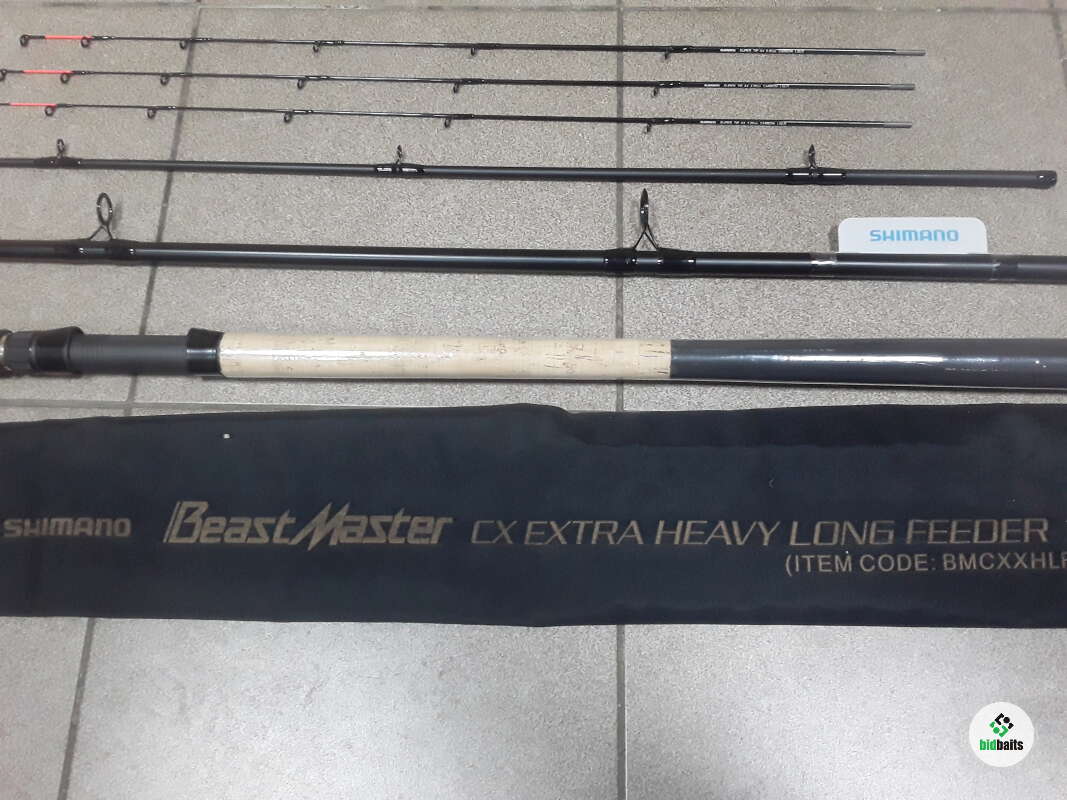 SHIMANO
SHIMANO BeastMaster CX EXTRA HEAVY LONG FEEDER
(ITEM CODE: BMCXXHLF
bidbaits